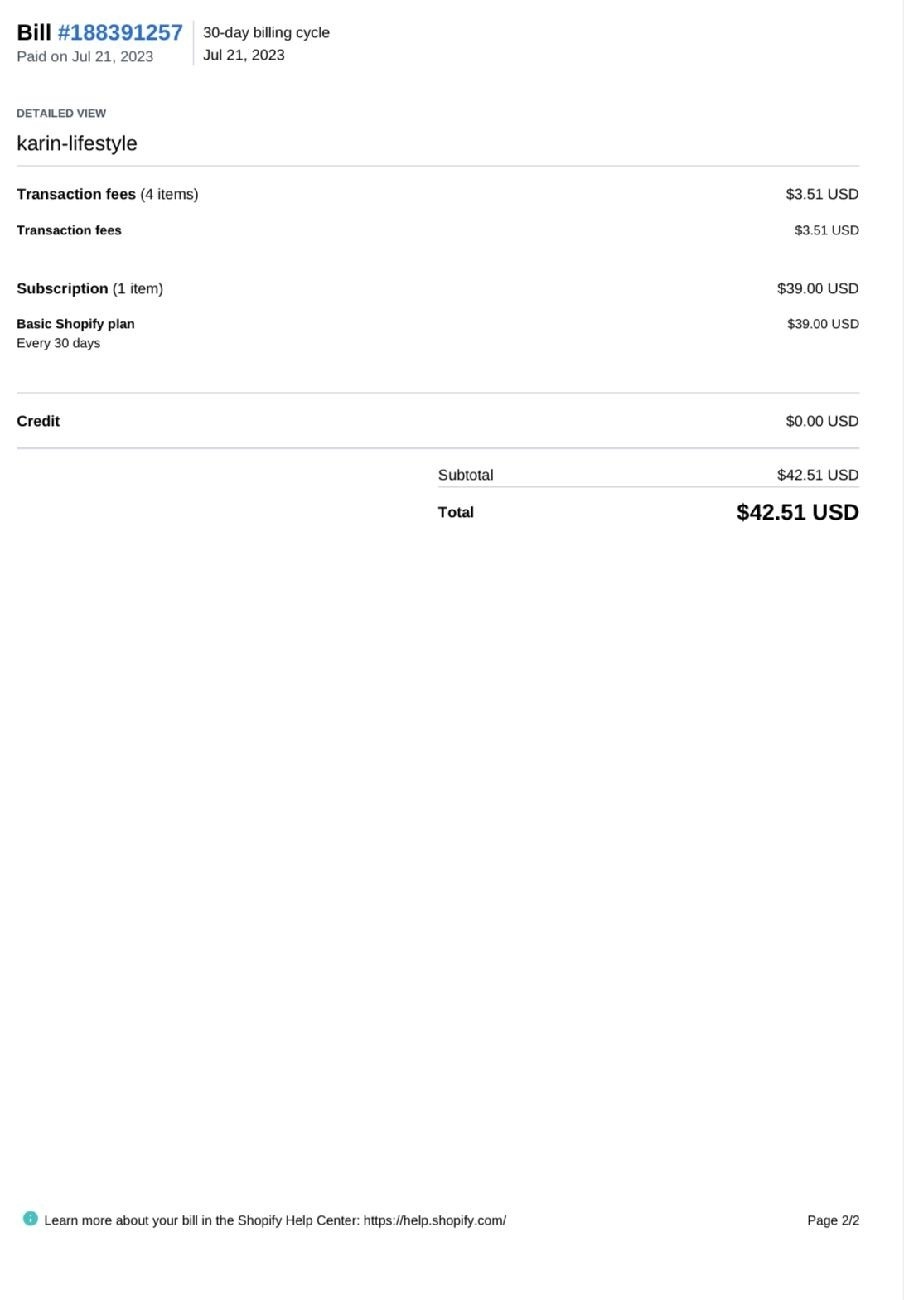 Bill #188391257
Paid on Jul 21, 2023
30-day billing cycle
Jul 21, 2023
DETAILED VIEW
karin-lifestyle
Transaction fees (4 items) $3.51 USD
Transaction fees $3.51 USD
Subscription (1 item) $39.00 USD
Basic Shopify plan $39.00 USD
Every 30 days
Credit $0.00 USD
Subtotal $42.51 USD
Total $42.51 USD
Learn more about your bill in the Shopify Help Center: https://help.shopify.com/ Page 2/2